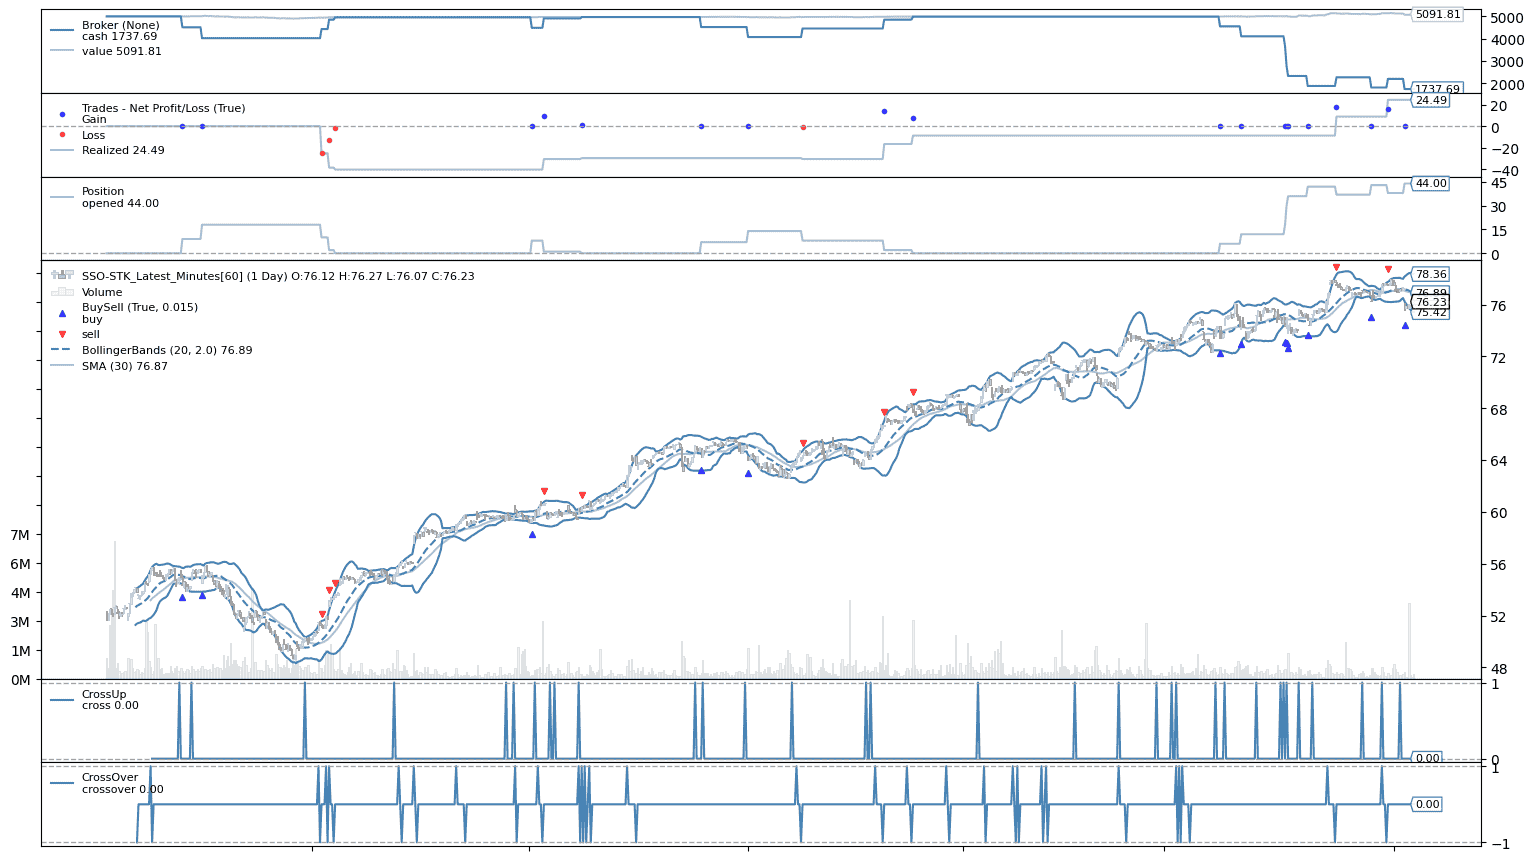 Broker (None)
cash 1737.69
value 5091.81
5091.81
5000
4000
3000
2000
1737.69
Trades - Net Profit/Loss (True)
Gain
Loss
Realized 24.49
24.49
20
0
−20
−40
Position
opened 44.00
44.00
45
30
15
0
SSO-STK_Latest_Minutes[60] (1 Day) O:76.12 H:76.27 L:76.07 C:76.23
Volume
BuySell (True, 0.015)
buy
sell
BollingerBands (20, 2.0) 76.89
SMA (30) 76.87
78.36
76.89
76.23
75.42
76
72
68
64
60
56
52
48
7M
6M
4M
3M
1M
0M
CrossUp
cross 0.00
1
0.00
0
CrossOver
crossover 0.00
1
0.00
−1